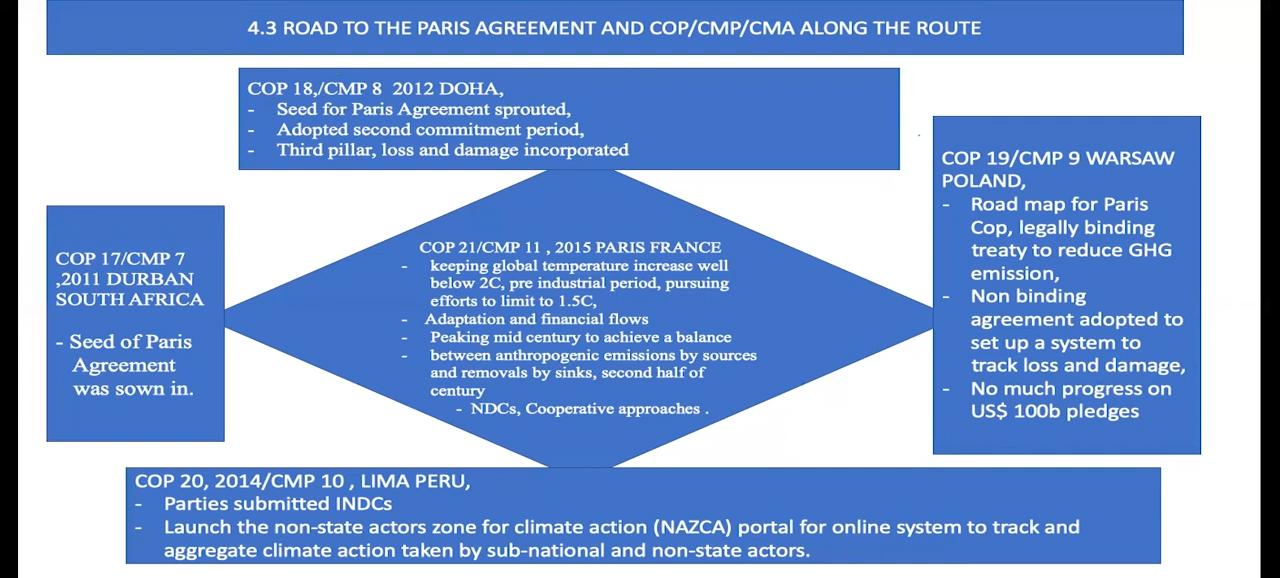 4.3 ROAD TO THE PARIS AGREEMENT AND COP/CMP/CMA ALONG THE ROUTE
COP 18,/CMP 8 2012 DOHA,
- Seed for Paris Agreement sprouted,
- Adopted second commitment period,
- Third pillar, loss and damage incorporated
COP 17/CMP 7
,2011 DURBAN
SOUTH AFRICA
- Seed of Paris
Agreement
was sown in.
COP 21/CMP 11 , 2015 PARIS FRANCE
- keeping global temperature increase well
below 2C, pre industrial period, pursuing
efforts to limit to 1.5C,
- Adaptation and financial flows
- Peaking mid century to achieve a balance
- between anthropogenic emissions by sources
and removals by sinks, second half of
century
- NDCs, Cooperative approaches .
COP 19/CMP 9 WARSAW
POLAND,
- Road map for Paris
Cop, legally binding
treaty to reduce GHG
emission,
- Non binding
agreement adopted to
set up a system to
track loss and damage,
- No much progress on
US$ 100b pledges
COP 20, 2014/CMP 10 , LIMA PERU,
- Parties submitted INDCs
- Launch the non-state actors zone for climate action (NAZCA) portal for online system to track and
aggregate climate action taken by sub-national and non-state actors.